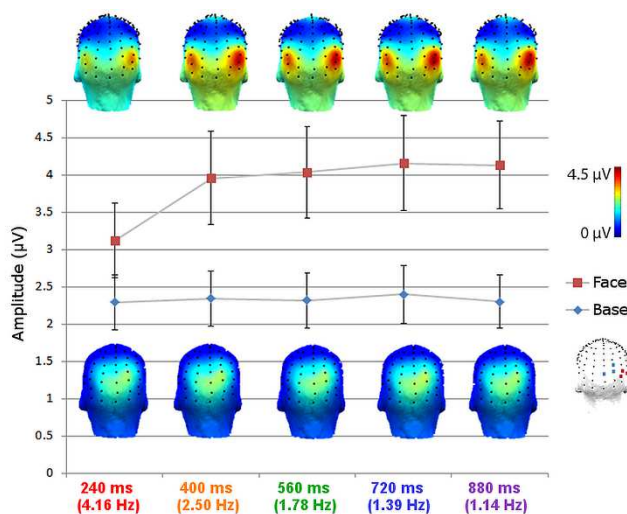 5
4.5
4
3.5
3
2.5
2
1.5
1
0.5
0
Amplitude (µV)
240 ms
(4.16 Hz)
400 ms
(2.50 Hz)
560 ms
(1.78 Hz)
720 ms
(1.39 Hz)
880 ms
(1.14 Hz)
4.5 µV
0 µV
Face
Base